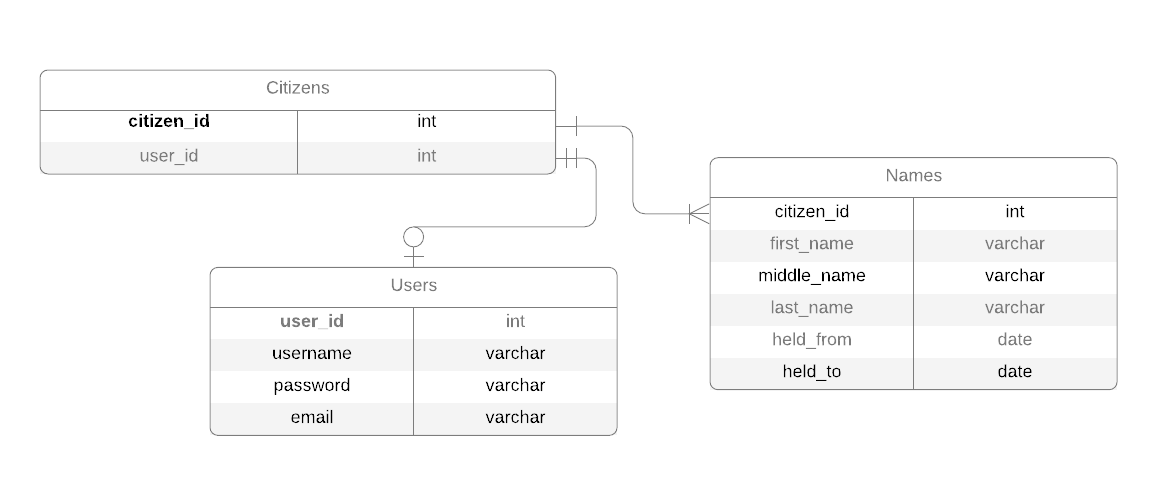 Citizens
citizen_id int
user_id int
Names
citizen_id int
first_name varchar
middle_name varchar
last_name varchar
held_from date
held_to date
Users
user_id int
username varchar
password varchar
email varchar